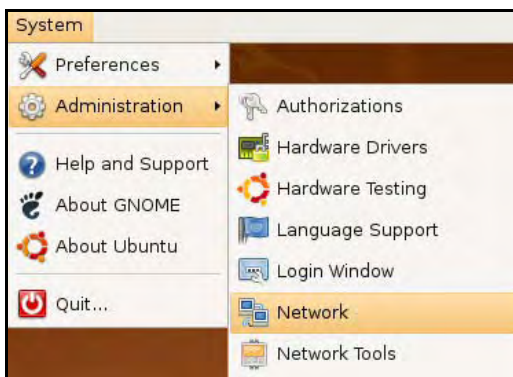 System
Preferences
Administration
Help and Support
About GNOME
About Ubuntu
Quit...
Authorizations
Hardware Drivers
Hardware Testing
Language Support
Login Window
Network
Network Tools